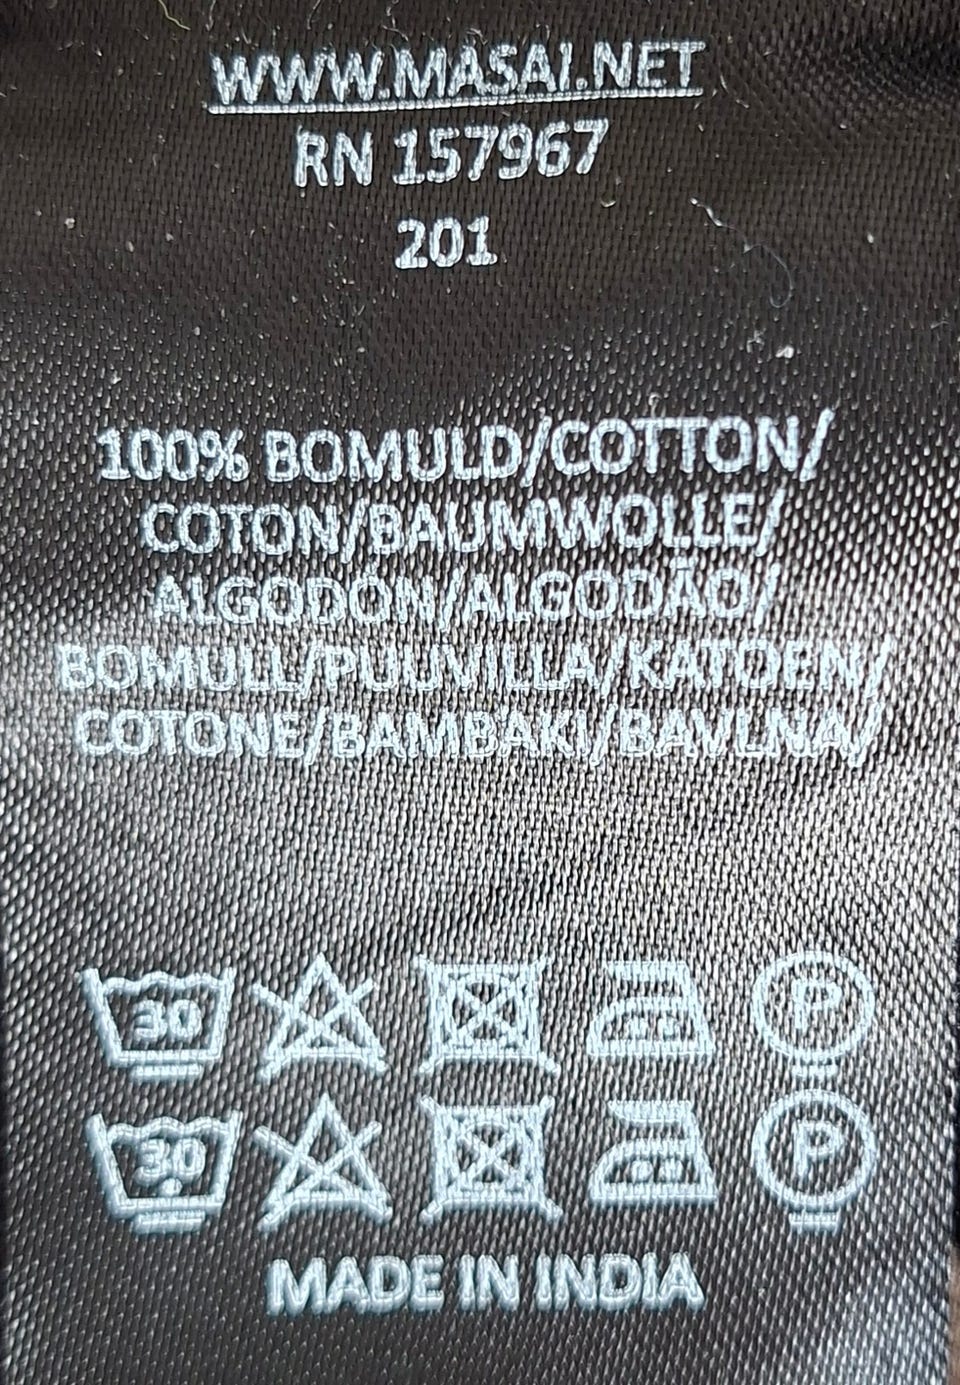 WWW.MASAI.NET
RN 157967
201
100% BOMULD/COTTON/
COTON/BAUMWOLLE/
ALGODÓN/ALGODÃO/
BOMULL/PUUVILLA/KATOEN/
COTONE/BAMBAKI/BAVLNA/
30 P
30 P
MADE IN INDIA